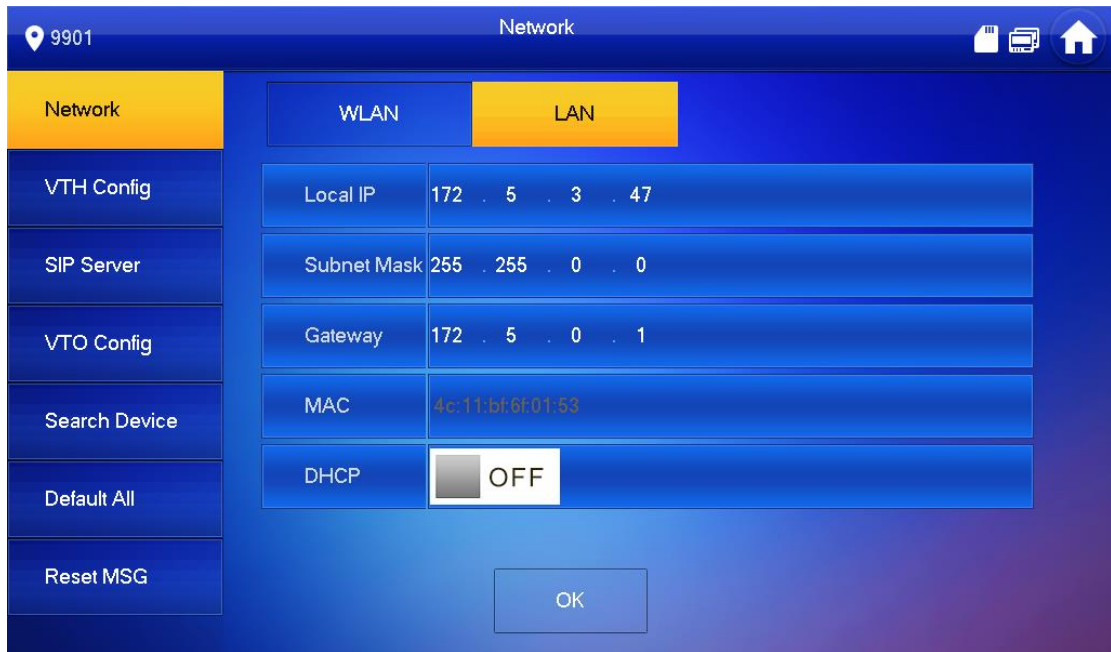 9901
Network
Network
WLAN
LAN
VTH Config
Local IP 172 . 5 . 3 . 47
SIP Server
Subnet Mask 255 . 255 . 0 . 0
VTO Config
Gateway 172 . 5 . 0 . 1
Search Device
MAC 4c:11:bf:6f:01:53
Default All
DHCP OFF
Reset MSG
OK